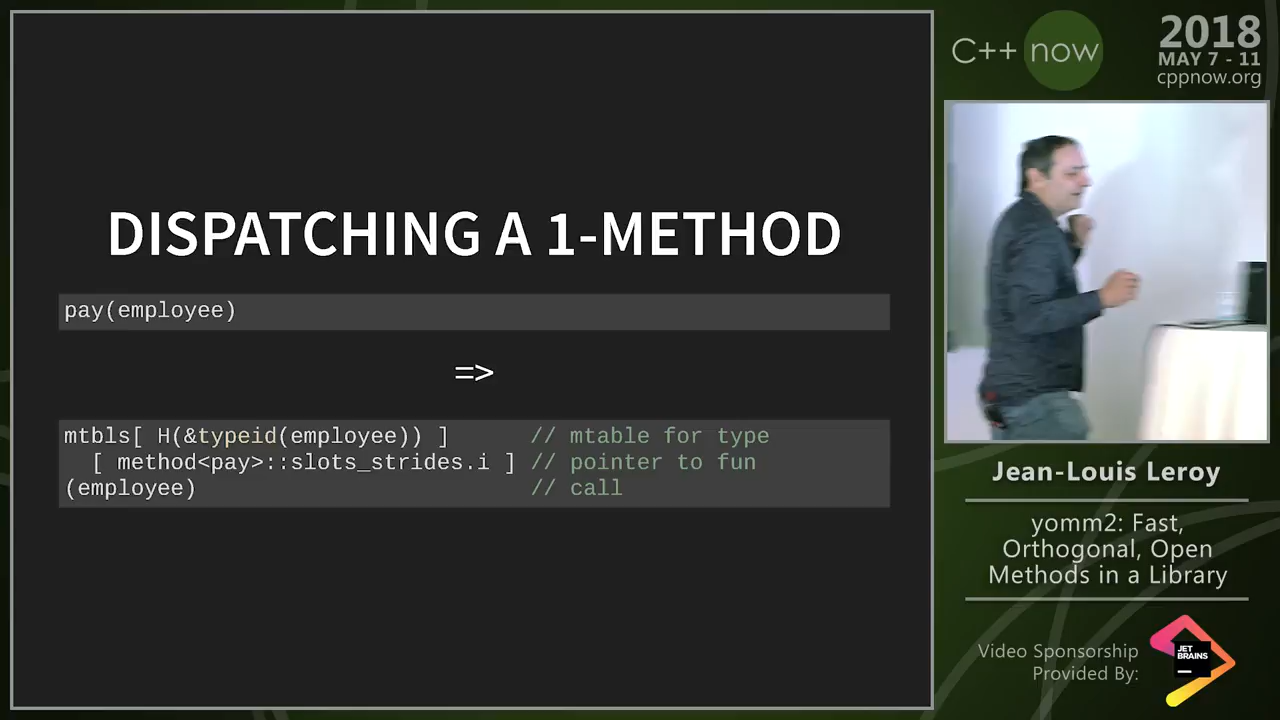 DISPATCHING A 1-METHOD
pay(employee)
=>
mtbls[ H(&typeid(employee)) ] // mtable for type
[ method<pay>::slots_strides.i ] // pointer to fun
(employee) // call
C++ now
2018
MAY 7 - 11
cppnow.org
Jean-Louis Leroy
yomm2: Fast,
Orthogonal, Open
Methods in a Library
Video Sponsorship
Provided By:
JET
BRAINS